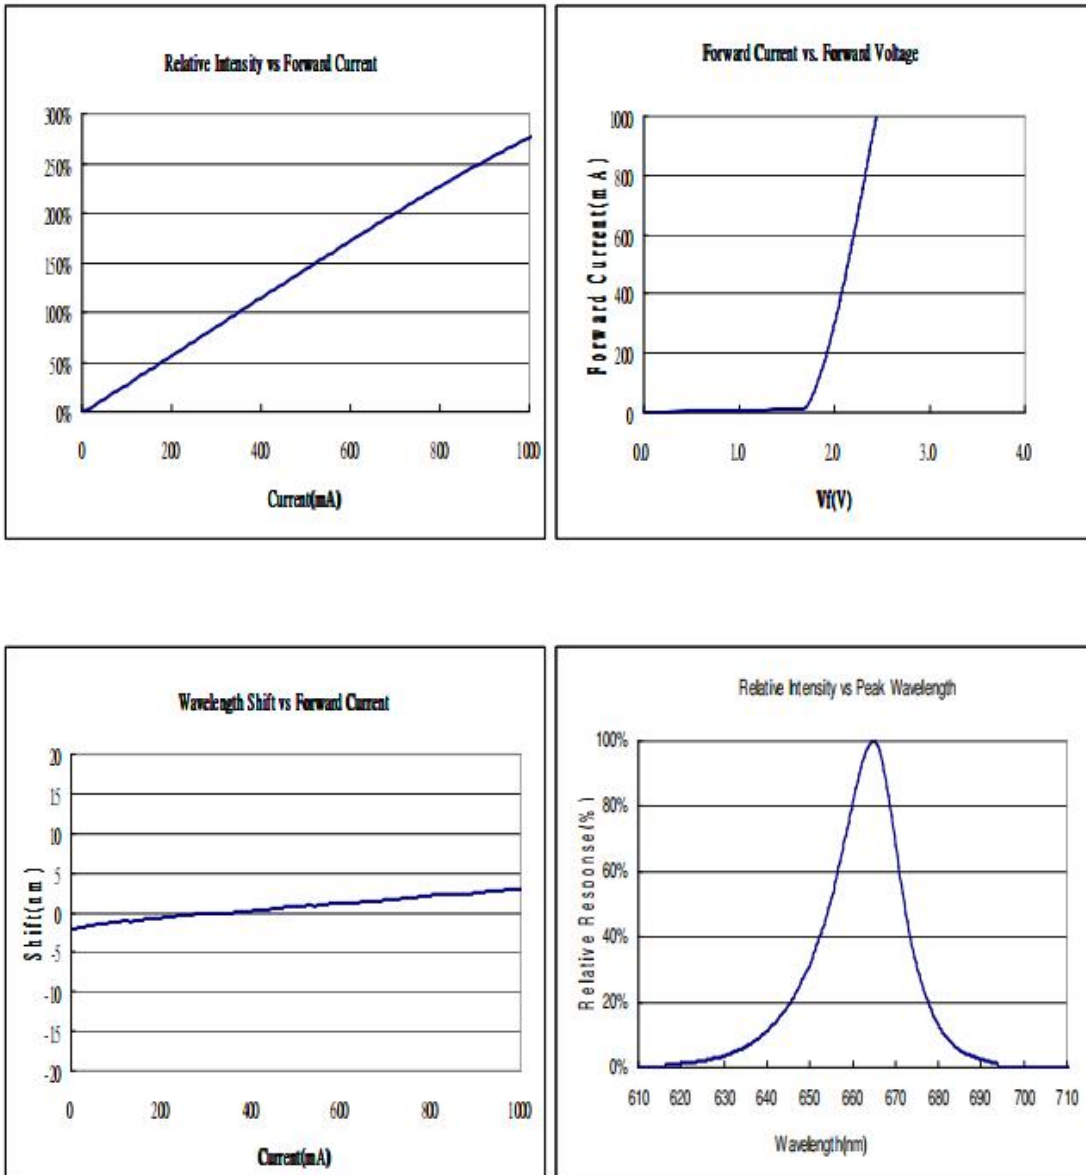 Relative Intensity vs Forward Current
300%
250%
200%
150%
100%
50%
0%
0 200 400 600 800 1000
Current(mA)
Forward Current vs. Forward Voltage
Forward Current(mA)
1000
800
600
400
200
0
0.0 1.0 2.0 3.0 4.0
Vf(V)
Wavelength Shift vs Forward Current
Shift(nm)
20
15
10
5
0
-5
-10
-15
-20
0 200 400 600 800 1000
Current(mA)
Relative Intensity vs Peak Wavelength
Relative Response(%)
100%
80%
60%
40%
20%
0%
610 620 630 640 650 660 670 680 690 700 710
Wavelength(nm)